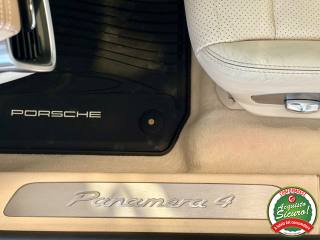 PORSCHE
Panamera 4
Acquisto
Sicuro!